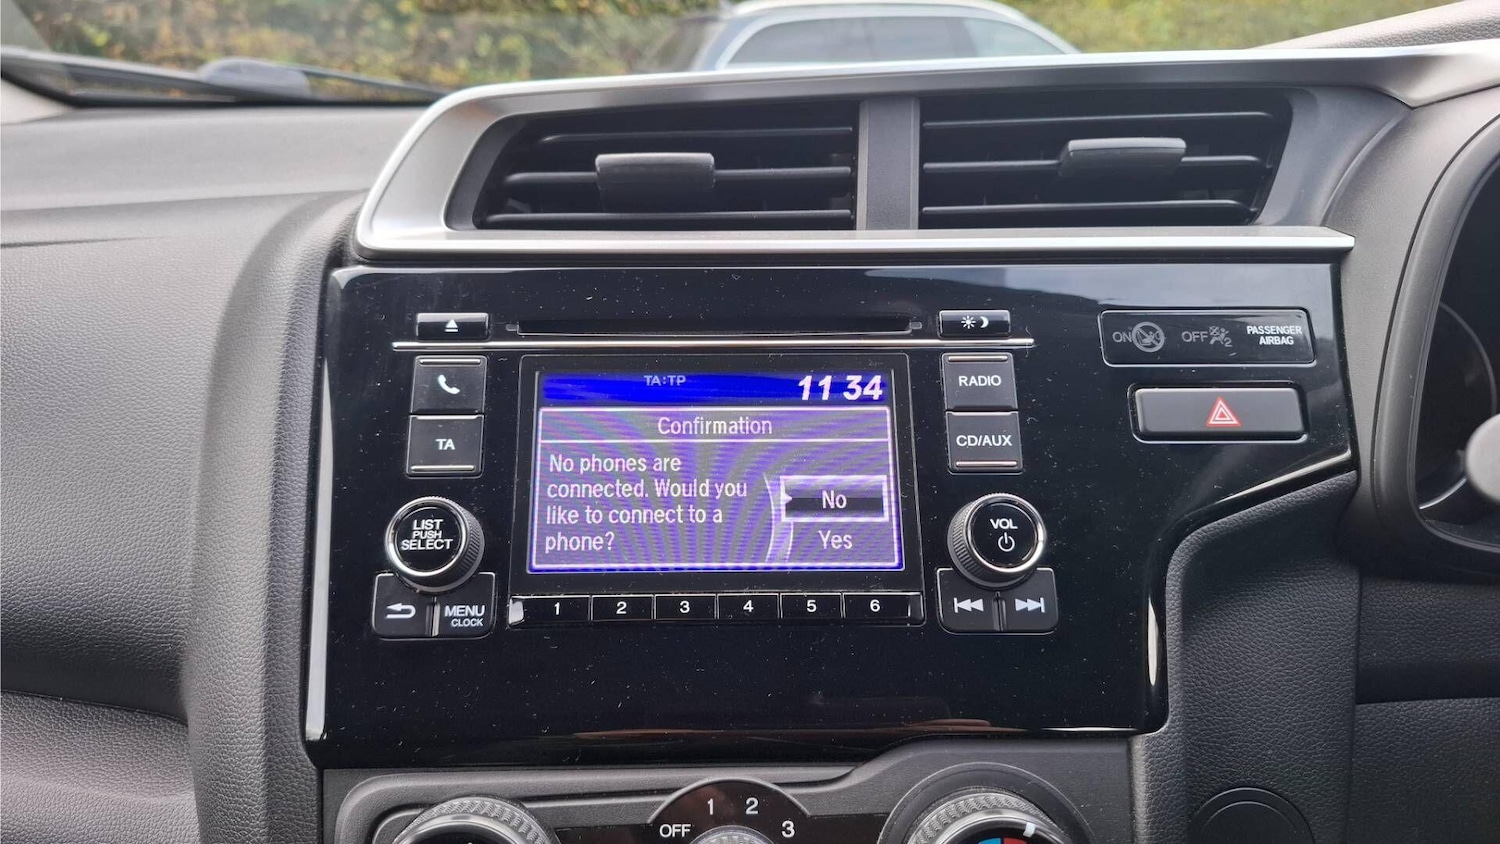 ON OFF 2 PASSENGER
AIRBAG
TA:TP 11 34
RADIO
Confirmation
TA
CD/AUX
No phones are
connected. Would you
like to connect to a
phone?
No
Yes
LIST
PUSH
SELECT
VOL
MENU
CLOCK
1 2 3 4 5 6
OFF 1 2 3